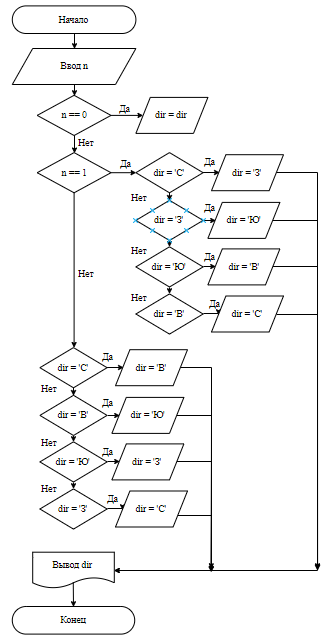 Начало
Ввод n
n == 0
Да
dir = dir
Нет
n == 1
Да
dir = 'С'
Да
dir = 'З'
Нет
dir = 'З'
Да
dir = 'Ю'
Нет
dir = 'Ю'
Да
dir = 'В'
Нет
dir = 'В'
Да
dir = 'С'
Нет
dir = 'С'
Да
dir = 'В'
Нет
dir = 'В'
Да
dir = 'Ю'
Нет
dir = 'Ю'
Да
dir = 'З'
Нет
dir = 'З'
Да
dir = 'С'
Вывод dir
Конец